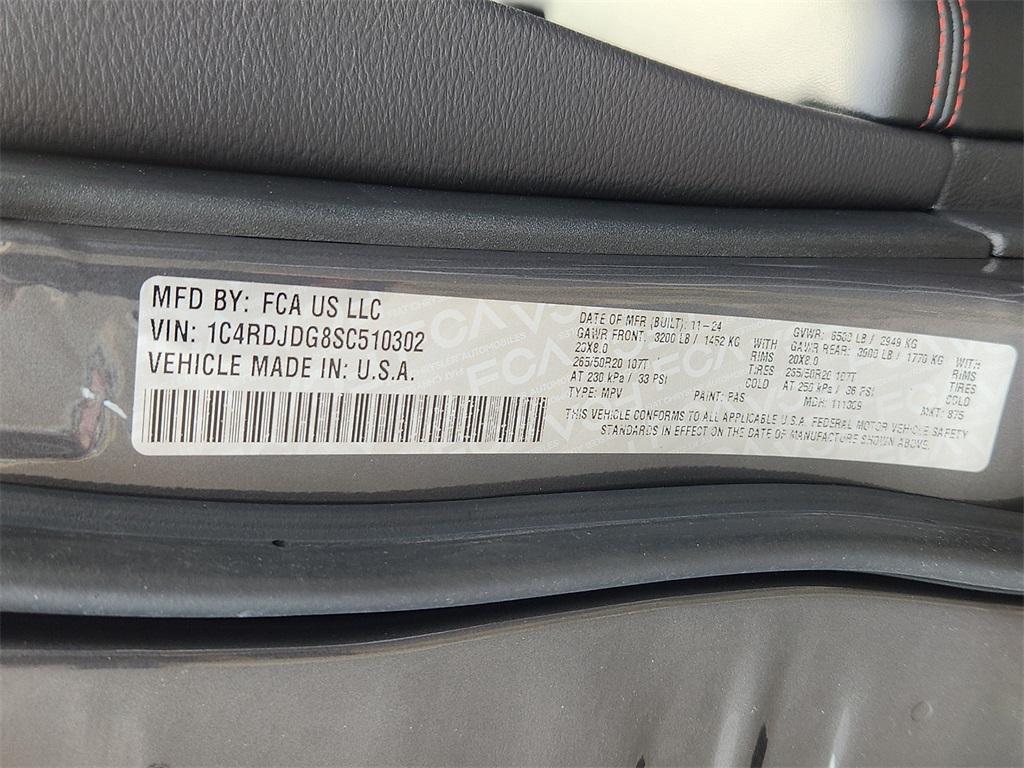 MFD BY: FCA US LLC
VIN: 1C4RDJDG8SC510302
VEHICLE MADE IN: U.S.A.
DATE OF MFR (BUILT): 11-24 GVWR: 6500 LB / 2949 KG
GAWR FRONT: 3200 LB / 1452 KG WITH GAWR REAR: 3900 LB / 1770 KG WITH
20X8.0 RIMS 20X8.0 RIMS
265/50R20 107T TIRES 265/50R20 107T TIRES
AT 230 kPa / 33 PSI COLD AT 250 kPa / 36 PSI COLD
TYPE: MPV PAINT: PAS MDH: 111309 MKT: 875
THIS VEHICLE CONFORMS TO ALL APPLICABLE U.S.A. FEDERAL MOTOR VEHICLE SAFETY
STANDARDS IN EFFECT ON THE DATE OF MANUFACTURE SHOWN ABOVE.